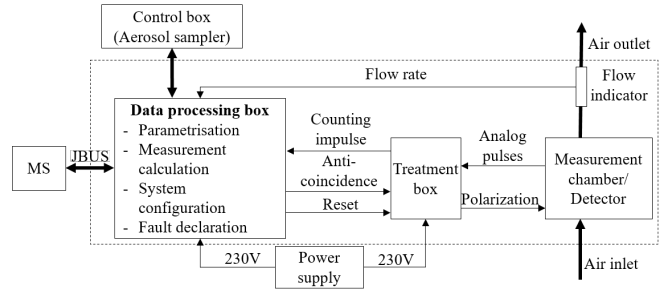 Control box
(Aerosol sampler)
Air outlet
Flow rate
Flow
indicator
Data processing box
- Parametrisation
- Measurement
calculation
- System
configuration
- Fault declaration
Counting
impulse
Analog
pulses
MS
JBUS
Anti-
coincidence
Treatment
box
Measurement
chamber/
Detector
Reset
Polarization
230V
Power
supply
230V
Air inlet